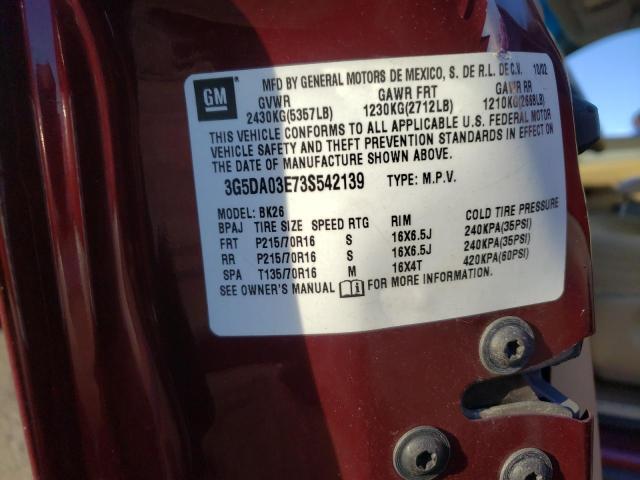 GM
MFD BY GENERAL MOTORS DE MEXICO, S. DE R.L. DE C.V. 10/02
GVWR GAWR FRT GAWR RR
2430KG(5357LB) 1230KG(2712LB) 1210KG(2668LB)
THIS VEHICLE CONFORMS TO ALL APPLICABLE U.S. FEDERAL MOTOR
VEHICLE SAFETY AND THEFT PREVENTION STANDARDS IN EFFECT ON
THE DATE OF MANUFACTURE SHOWN ABOVE.
3G5DA03E73S542139 TYPE: M.P.V.
MODEL: BK26
BPAJ TIRE SIZE SPEED RTG RIM COLD TIRE PRESSURE
FRT P215/70R16 S 16X6.5J 240KPA(35PSI)
RR P215/70R16 S 16X6.5J 240KPA(35PSI)
SPA T135/70R16 M 16X4T 420KPA(60PSI)
SEE OWNER'S MANUAL FOR MORE INFORMATION.